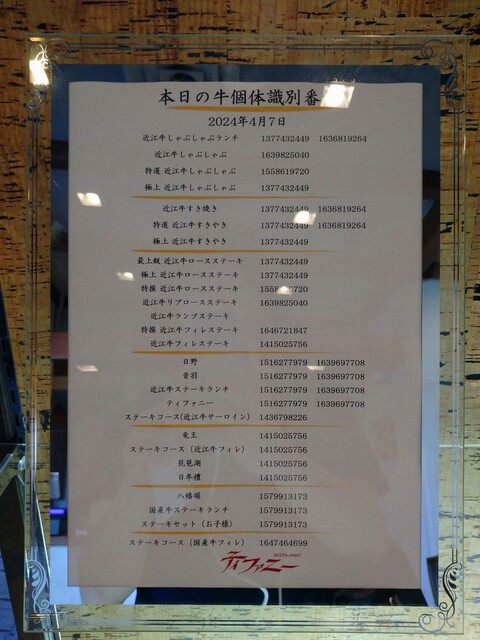 本日の牛個体識別番
2024年4月7日
近江牛しゃぶしゃぶランチ 1377432449 1636819264
近江牛しゃぶしゃぶ 1639825040
特選 近江牛しゃぶしゃぶ 1558619720
極上 近江牛しゃぶしゃぶ 1377432449
近江牛すき焼き 1377432449 1636819264
特選 近江牛すきやき 1377432449 1636819264
極上 近江牛すきやき 1377432449
最上級 近江牛ロースステーキ 1377432449
極上 近江牛ロースステーキ 1377432449
特撰 近江牛ロースステーキ
近江牛リブロースステーキ 1639825040
近江牛ランプステーキ
特撰 近江牛フィレステーキ 1646721847
近江牛フィレステーキ 1415025756
日野 1516277979 1639697708
音羽 1516277979 1639697708
近江牛ステーキランチ 1516277979 1639697708
ティファニー 1516277979 1639697708
ステーキコース(近江牛サーロイン) 1436798226
竜王 1415025756
ステーキコース (近江牛フィレ) 1415025756
琵琶湖 1415025756
日牟禮 1415025756
八幡堀 1579913173
国産牛ステーキランチ 1579913173
ステーキセット (お子様) 1579913173
ステーキコース (国産牛フィレ) 1647464699
RESTAURANT
ティファニー